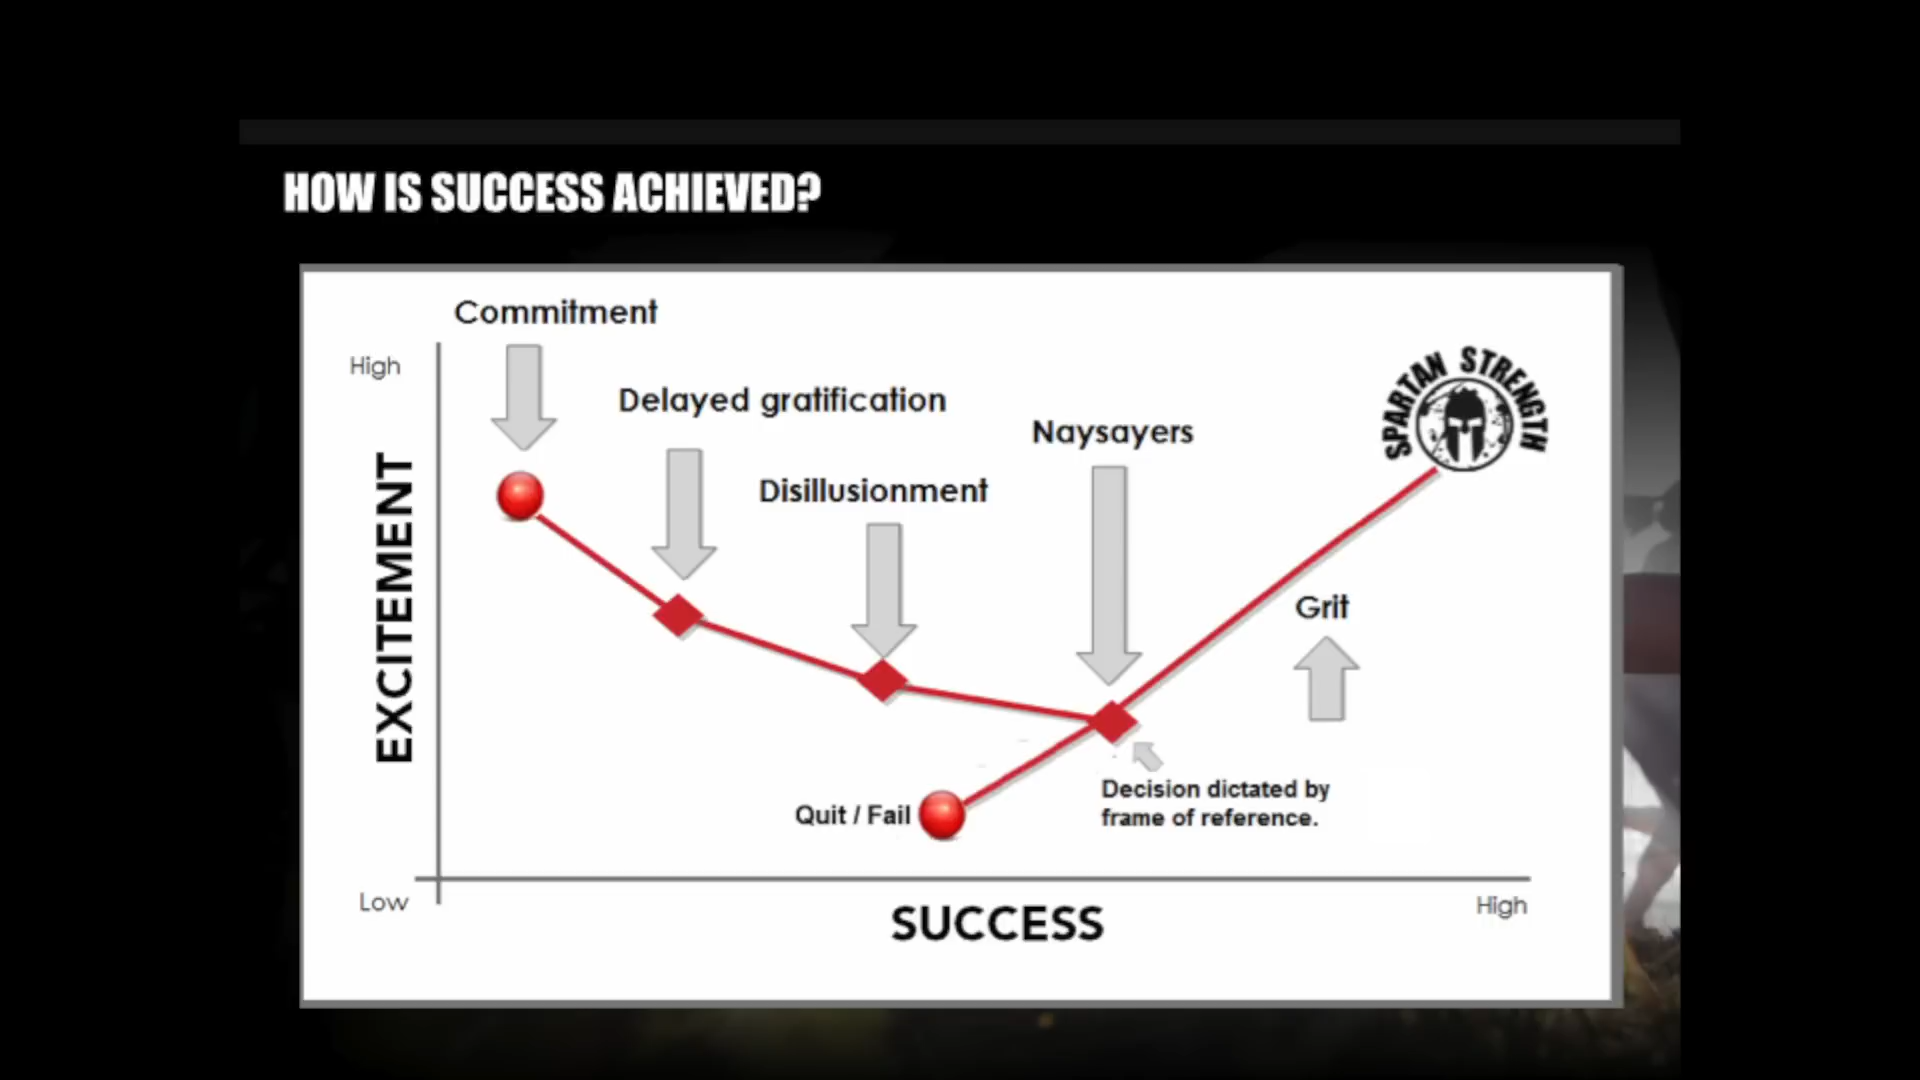 HOW IS SUCCESS ACHIEVED?
Commitment
High
Delayed gratification
Naysayers
SPARTAN STRENGTH
Disillusionment
EXCITEMENT
Grit
Decision dictated by
frame of reference.
Quit / Fail
Low
High
SUCCESS